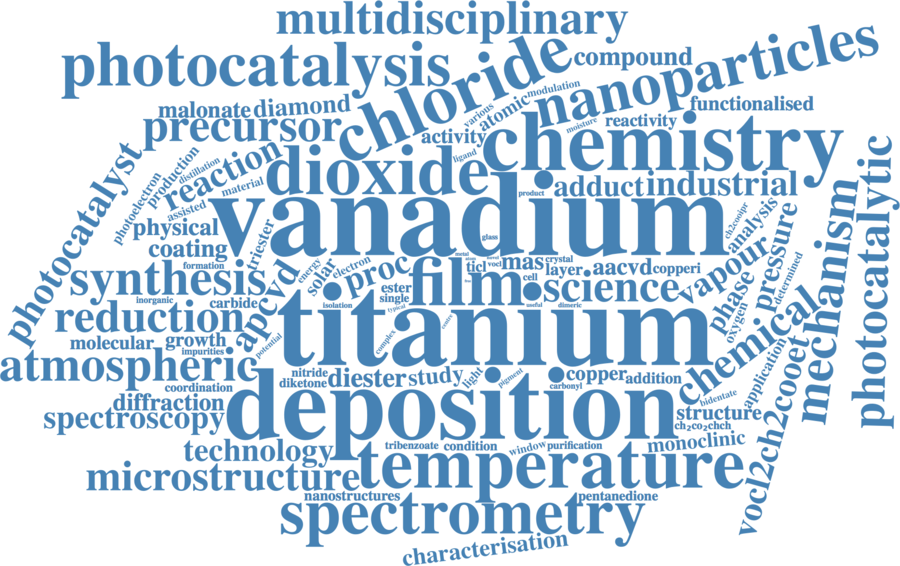 multidisciplinary
photocatalysis
chloride
compound
nanoparticles
malonate
diamond
various
atomic
modulation
functionalised
precursor
activity
moisture
reactivity
chemistry
ligand
photocatalyst
photoelectron
production
distillation
reaction
assisted
material
dioxide
product
adduct
industrial
vanadium
physical
coating
triester
glass
ch2cooipr
analysis
mechanism
photocatalytic
formation
synthesis
energy
solar
electron
proc
film
metal
ticl
vocl
mas
crystal
layer
cell
aacvd
copperi
vapour
pressure
determined
phase
oxygen
science
inorganic
carbide
apcvd
isolation
ester
single
typical
useful
dimeric
reduction
titanium
molecular
growth
impurities
potential
complex
chemical
atmospheric
coordination
nitride
diketone
diester
study
light
pigment
carbonyl
copper
addition
bidentate
application
vocl2ch2cooet
diffraction
spectroscopy
deposition
structure
ch₂co₂chch
monoclinic
technology
tribenzoate
condition
window
purification
microstructure
temperature
nanostructures
pentanedione
spectrometry
characterisation